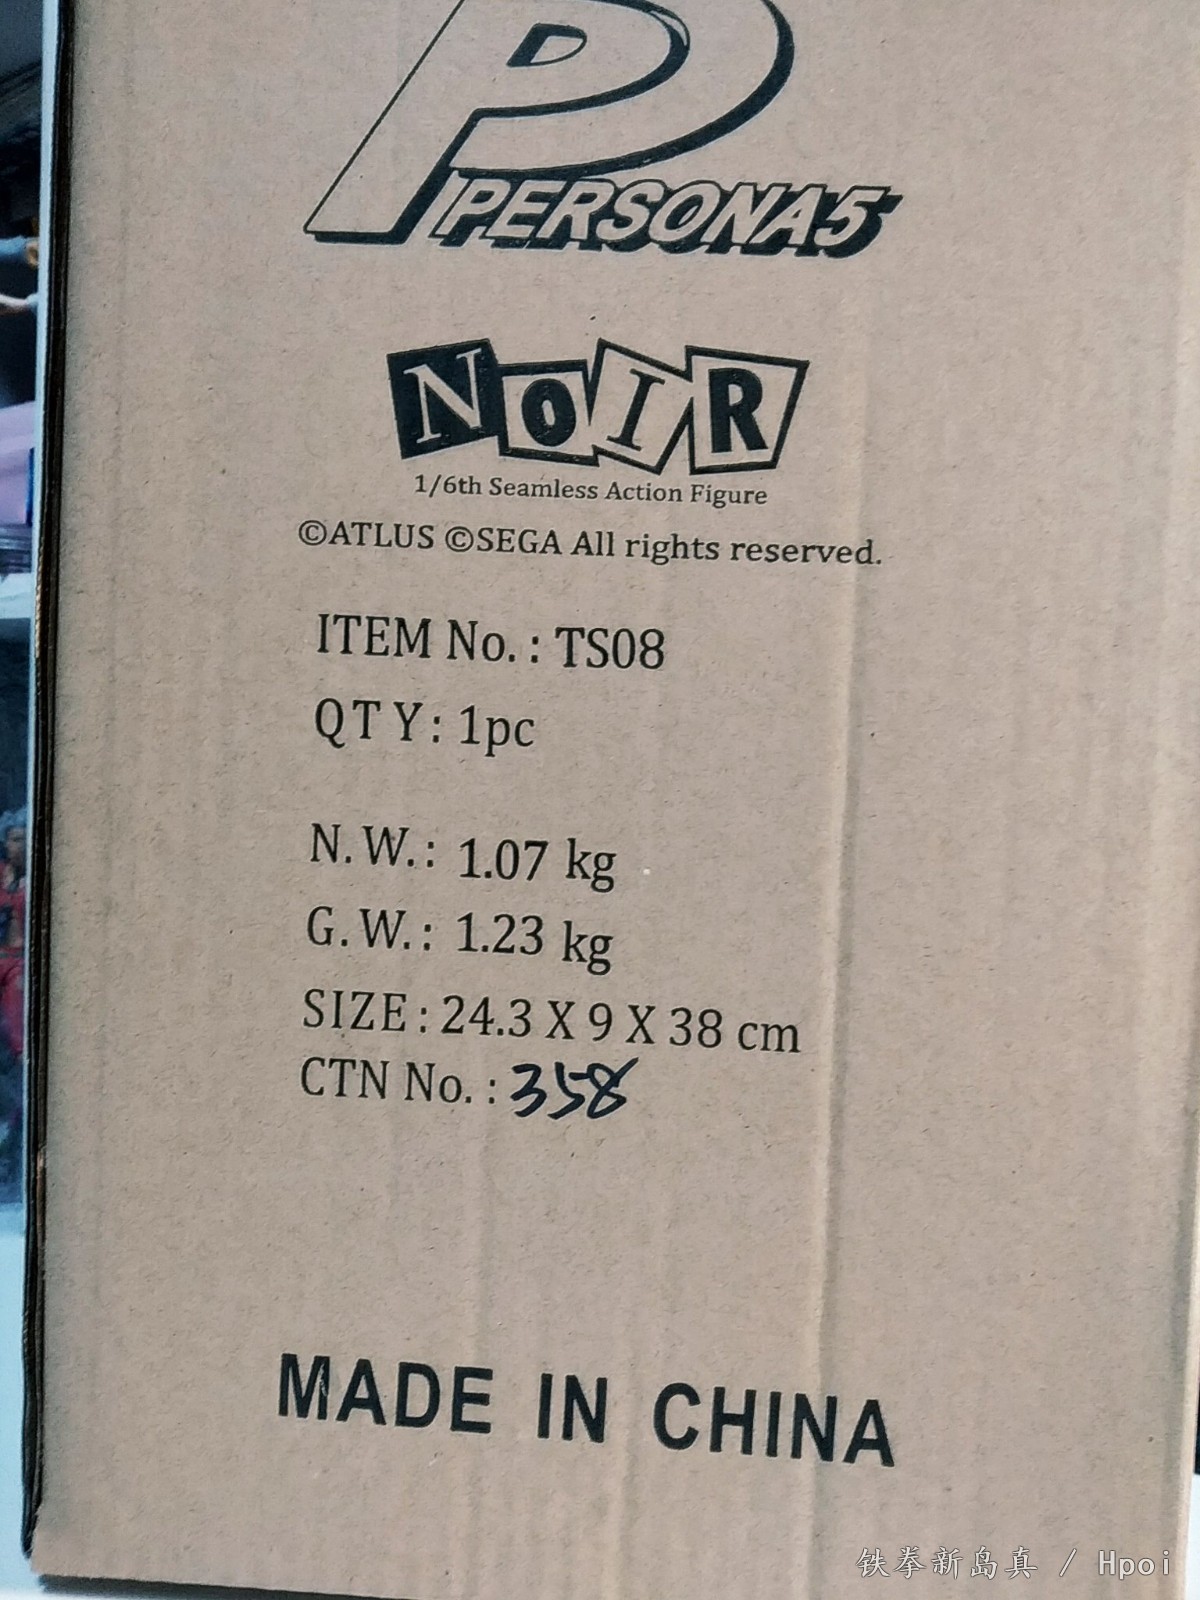 P
PERSONA5
NOIR
1/6th Seamless Action Figure
©ATLUS ©SEGA All rights reserved.
ITEM No.: TS08
QTY: 1pc
N.W.: 1.07 kg
G.W.: 1.23 kg
SIZE: 24.3 X 9 X 38 cm
CTN No.: 358
MADE IN CHINA
铁拳新岛真 / Hpoi